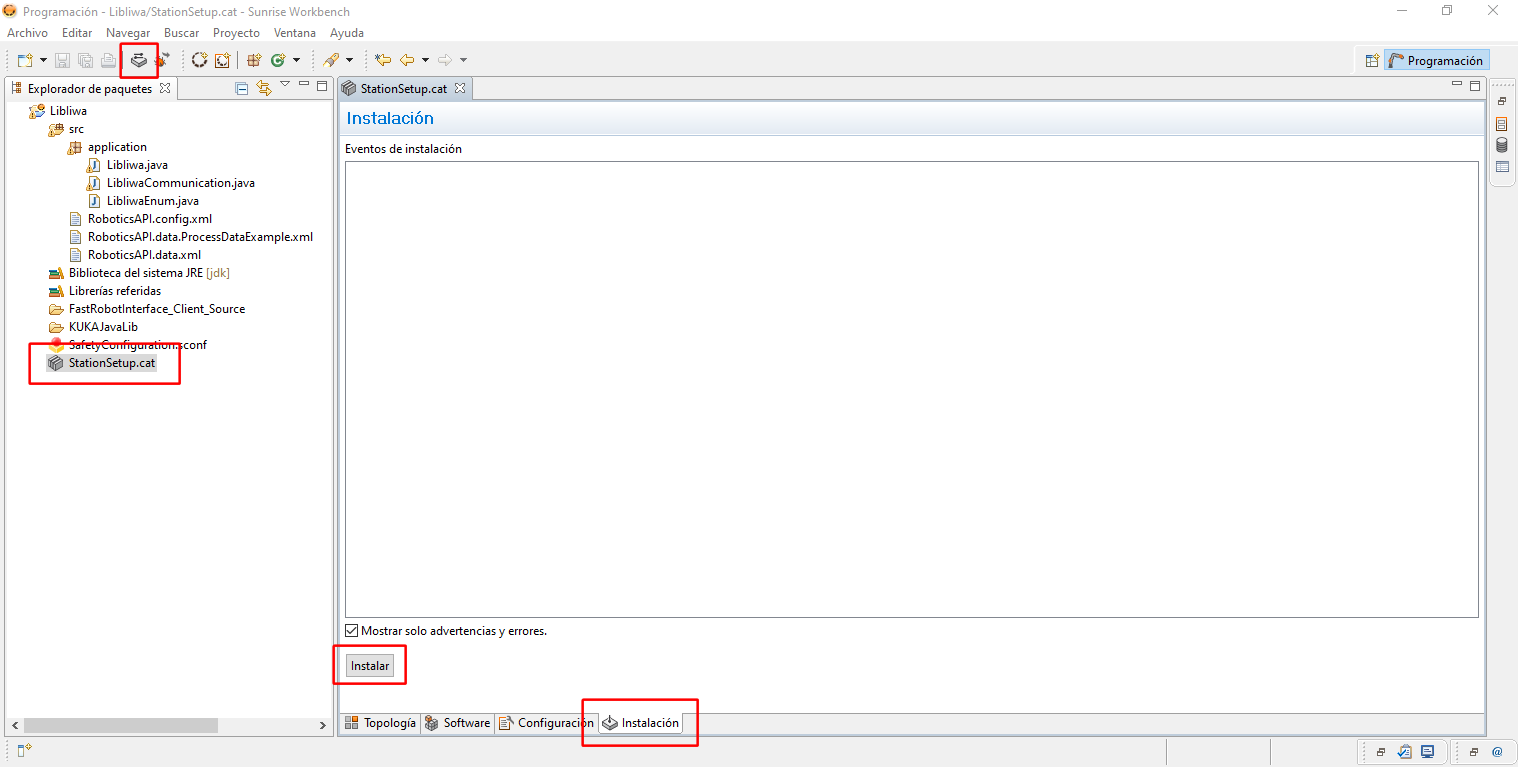 Programación - Libliwa/StationSetup.cat - Sunrise Workbench
Archivo Editar Navegar Buscar Proyecto Ventana Ayuda
Programación
Explorador de paquetes
Libliwa
src
application
Libliwa.java
LibliwaCommunication.java
LibliwaEnum.java
RoboticsAPI.config.xml
RoboticsAPI.data.ProcessDataExample.xml
RoboticsAPI.data.xml
Biblioteca del sistema JRE [jdk]
Librerías referidas
FastRobotInterface_Client_Source
KUKAJavaLib
SafetyConfiguration.sconf
StationSetup.cat
StationSetup.cat
Instalación
Eventos de instalación
Mostrar solo advertencias y errores.
Instalar
Topología Software Configuración Instalación